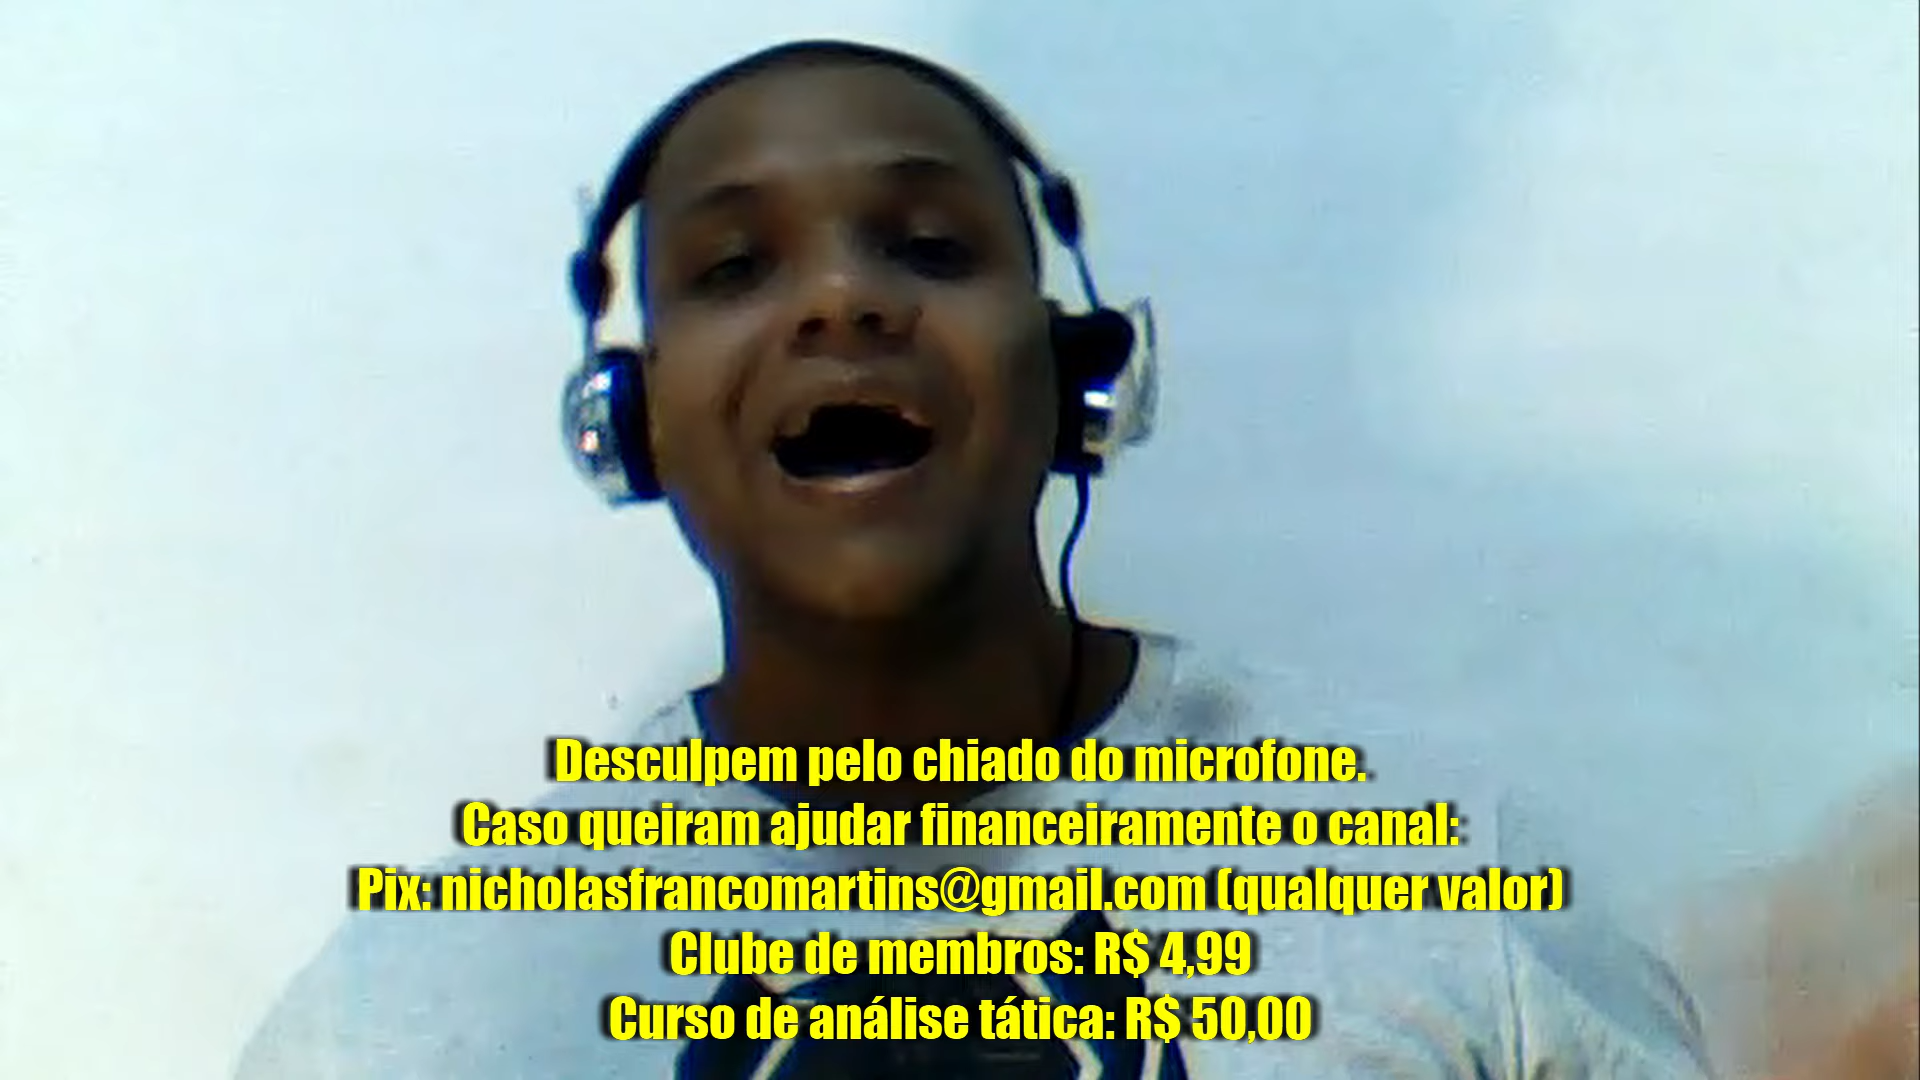 Desculpem pelo chiado do microfone.
Caso queiram ajudar financeiramente o canal:
Pix: nicholasfrancomartins@gmail.com (qualquer valor)
Clube de membros: R$ 4,99
Curso de análise tática: R$ 50,00